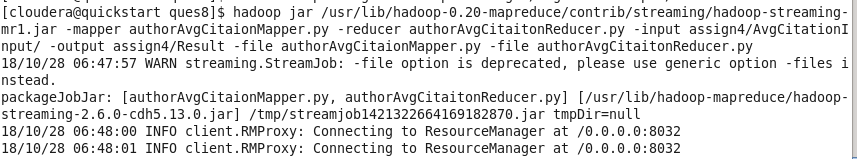 [cloudera@quickstart ques8]$ hadoop jar /usr/lib/hadoop-0.20-mapreduce/contrib/streaming/hadoop-streaming-
mr1.jar -mapper authorAvgCitaionMapper.py -reducer authorAvgCitaitonReducer.py -input assign4/AvgCitationI
nput/ -output assign4/Result -file authorAvgCitaionMapper.py -file authorAvgCitaitonReducer.py
18/10/28 06:47:57 WARN streaming.StreamJob: -file option is deprecated, please use generic option -files i
nstead.
packageJobJar: [authorAvgCitaionMapper.py, authorAvgCitaitonReducer.py] [/usr/lib/hadoop-mapreduce/hadoop-
streaming-2.6.0-cdh5.13.0.jar] /tmp/streamjob1421322664169182870.jar tmpDir=null
18/10/28 06:48:00 INFO client.RMProxy: Connecting to ResourceManager at /0.0.0.0:8032
18/10/28 06:48:01 INFO client.RMProxy: Connecting to ResourceManager at /0.0.0.0:8032